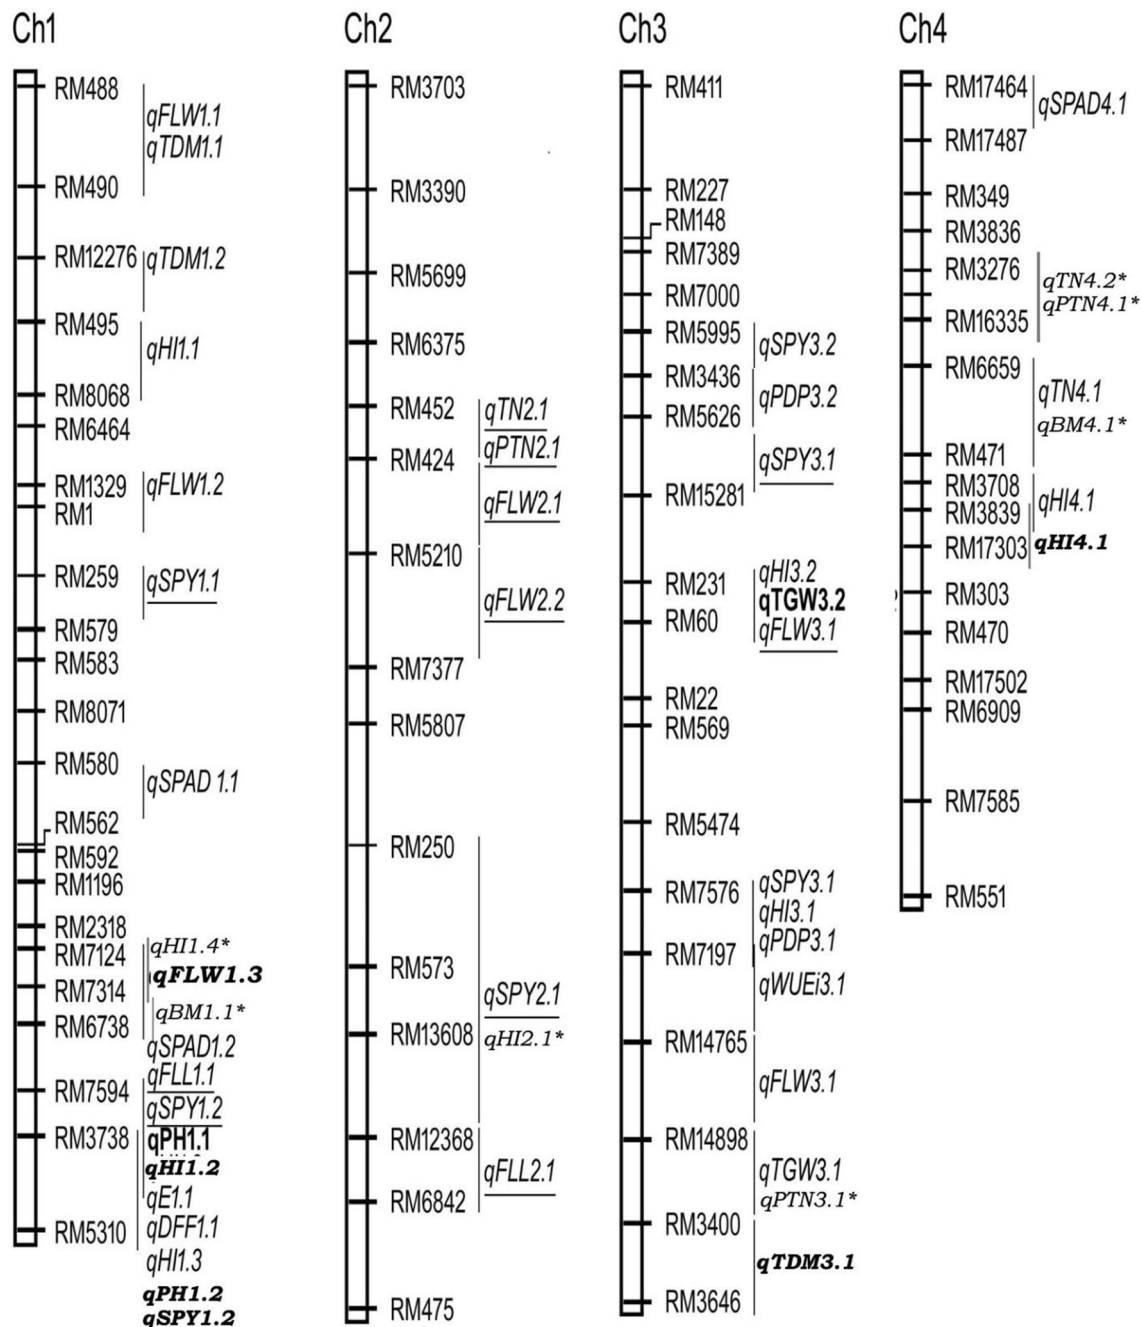 Ch1
RM488
qFLW1.1
qTDM1.1
RM490
RM12276
qTDM1.2
RM495
qHI1.1
RM8068
RM6464
RM1329
qFLW1.2
RM1
RM259
qSPY1.1
RM579
RM583
RM8071
RM580
qSPAD 1.1
RM562
RM592
RM1196
RM2318
RM7124
qHI1.4*
qFLW1.3
RM7314
qBM1.1*
RM6738
qSPAD1.2
qFLL1.1
RM7594
qSPY1.2
RM3738
qPH1.1
qHI1.2
qE1.1
RM5310
qDFF1.1
qHI1.3
qPH1.2
qSPY1.2
Ch2
RM3703
RM3390
RM5699
RM6375
RM452
qTN2.1
qPTN2.1
RM424
qFLW2.1
RM5210
qFLW2.2
RM7377
RM5807
RM250
RM573
qSPY2.1
RM13608
qHI2.1*
RM12368
qFLL2.1
RM6842
RM475
Ch3
RM411
RM227
RM148
RM7389
RM7000
RM5995
qSPY3.2
RM3436
qPDP3.2
RM5626
qSPY3.1
RM15281
qHI3.2
RM231
qTGW3.2
RM60
qFLW3.1
RM22
RM569
RM5474
qSPY3.1
RM7576
qHI3.1
qPDP3.1
RM7197
qWUEi3.1
RM14765
qFLW3.1
RM14898
qTGW3.1
qPTN3.1*
RM3400
qTDM3.1
RM3646
Ch4
RM17464
qSPAD4.1
RM17487
RM349
RM3836
RM3276
qTN4.2*
qPTN4.1*
RM16335
RM6659
qTN4.1
qBM4.1*
RM471
RM3708
qHI4.1
RM3839
RM17303
qHI4.1
RM303
RM470
RM17502
RM6909
RM7585
RM551